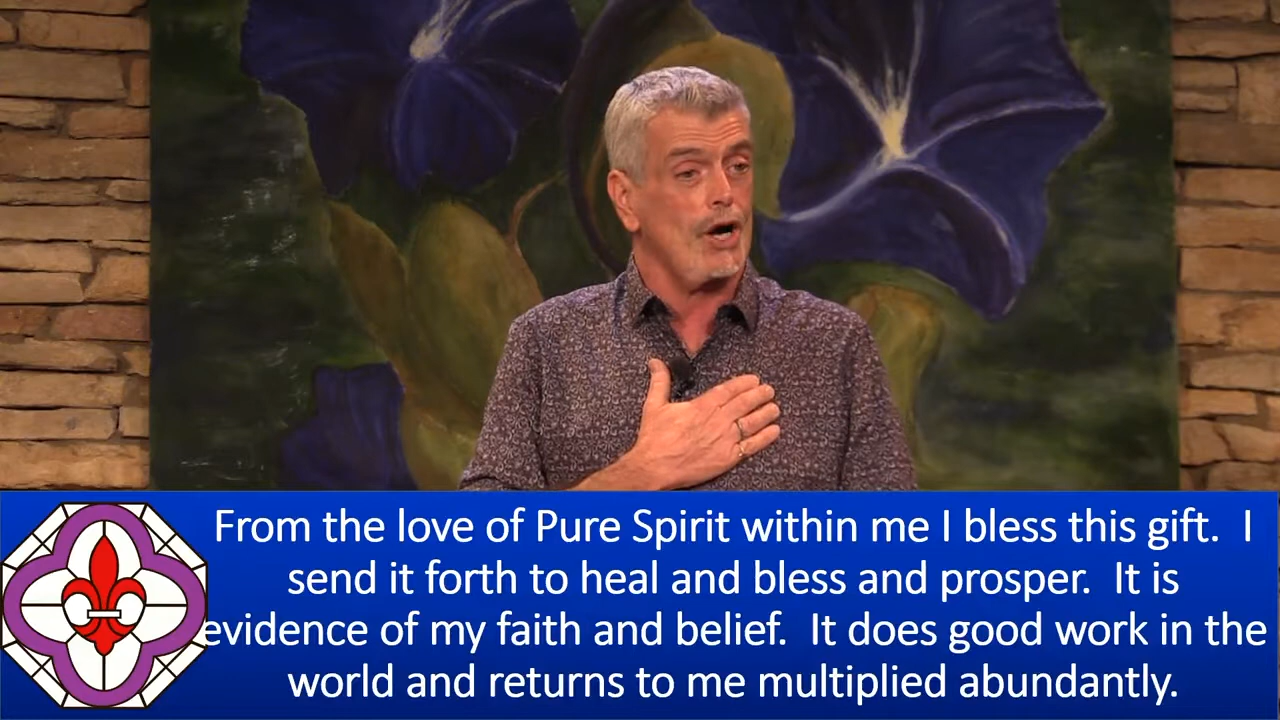 From the love of Pure Spirit within me I bless this gift.  I
send it forth to heal and bless and prosper.  It is
evidence of my faith and belief.  It does good work in the
world and returns to me multiplied abundantly.